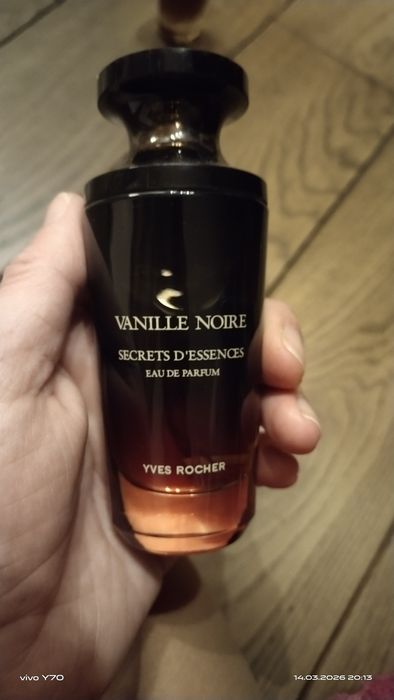 VANILLE NOIRE
SECRETS D'ESSENCES
EAU DE PARFUM
YVES ROCHER
vivo Y70
14.03.2026 20:13